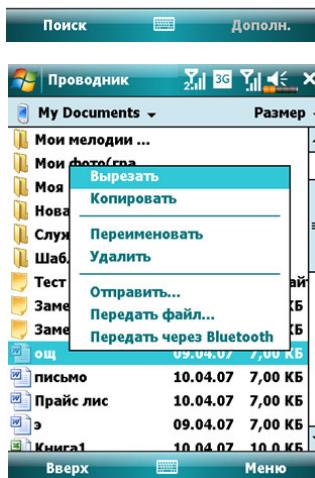 Поиск Дополн.
Проводник 3G
My Documents Размер
Мои мелодии ...
Мои фото(гра
Вырезать
Моя
Копировать
Нова
Служ
Переименовать
Шаб.
Удалить
Тест
Отправить...
Заме КБ
Передать файл...
Заме КБ
Передать через Bluetooth
ощ 09.04.07 7,00 КБ
письмо 10.04.07 7,00 КБ
Прайс лис 10.04.07 7,00 КБ
э 09.04.07 7,00 КБ
Книга1 10.04.07 10,0 КБ
Вверх Меню